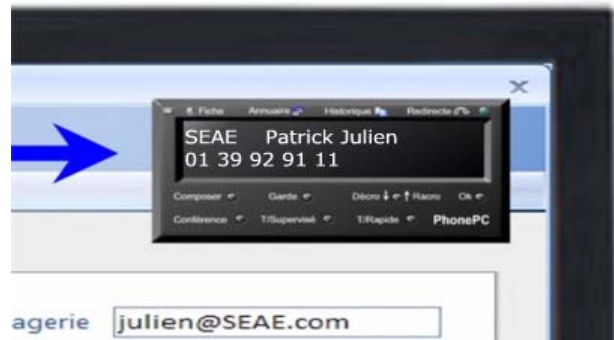 Fiche Annuaire Historique Redirecte
SEAE Patrick Julien
01 39 92 91 11
Composer Garde Décro Racro Ok
Conférence T/Supervisé T/Rapide PhonePC
agerie julien@SEAE.com